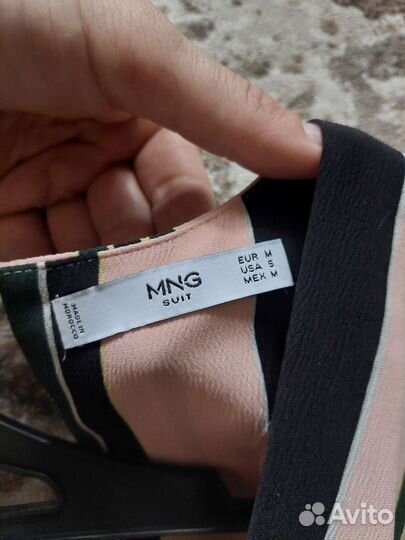 MNG
SUIT
EUR M
USA S
MEX M
MADE IN
MOROCCO
Avito